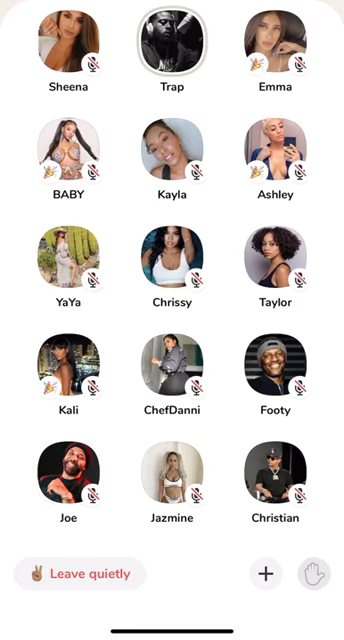 Sheena
Trap
Emma
BABY
Kayla
Ashley
YaYa
Chrissy
Taylor
Kali
ChefDanni
Footy
Joe
Jazmine
Christian
✌🏽 Leave quietly